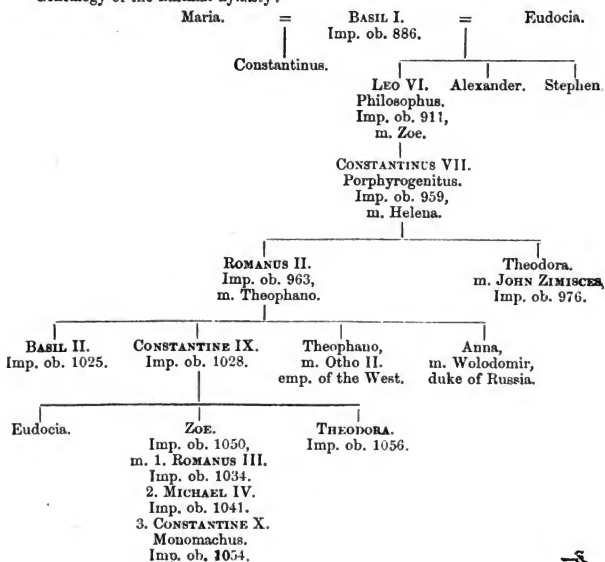 Genealogy of the Basilian dynasty:
Maria. = BASIL I. = Eudocia.
Imp. ob. 886.
Constantinus.
LEO VI. Alexander. Stephen.
Philosophus.
Imp. ob. 911,
m. Zoe.
CONSTANTINUS VII.
Porphyrogenitus.
Imp. ob. 959,
m. Helena.
ROMANUS II. Theodora.
Imp. ob. 963, m. JOHN ZIMISCES,
m. Theophano. Imp. ob. 976.
BASIL II. CONSTANTINE IX. Theophano, Anna,
Imp. ob. 1025. Imp. ob. 1028. m. Otho II. m. Wolodomir,
emp. of the West. duke of Russia.
Eudocia. ZOE. THEODORA.
Imp. ob. 1050, Imp. ob. 1056.
m. 1. ROMANUS III.
Imp. ob. 1034.
2. MICHAEL IV.
Imp. ob. 1041.
3. CONSTANTINE X.
Monomachus.
Imp. ob. 1054.
S.